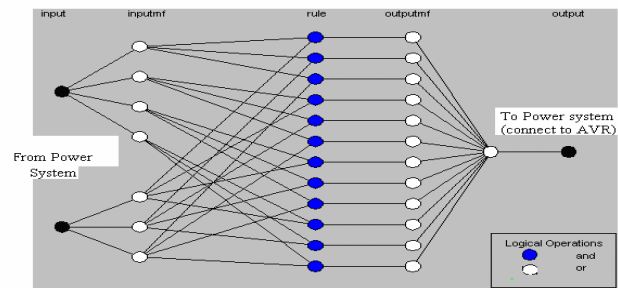 input inputmf rule outputmf output
To Power system
(connect to AVR)
From Power
System
Logical Operations
and
or